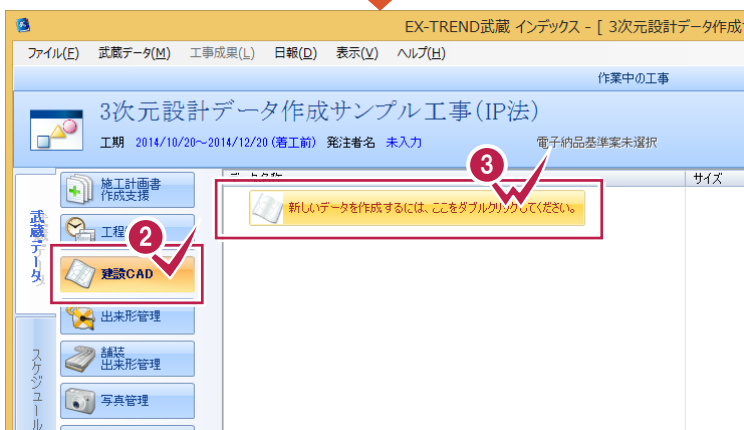 EX-TREND武蔵 インデックス - [ 3次元設計データ作成
ファイル(F) 武蔵データ(M) 工事成果(L) 日報(D) 表示(V) ヘルプ(H)
作業中の工事
3次元設計データ作成サンプル工事(IP法)
工期 2014/10/20～2014/12/20(着工前) 発注者名 未入力 電子納品基準案未選択
武蔵データ
スケジュール
施工計画書
作成支援
工程
2
建設CAD
出来形管理
舗装
出来形管理
写真管理
サイズ
3
新しいデータを作成するには、ここをダブルクリックしてください。